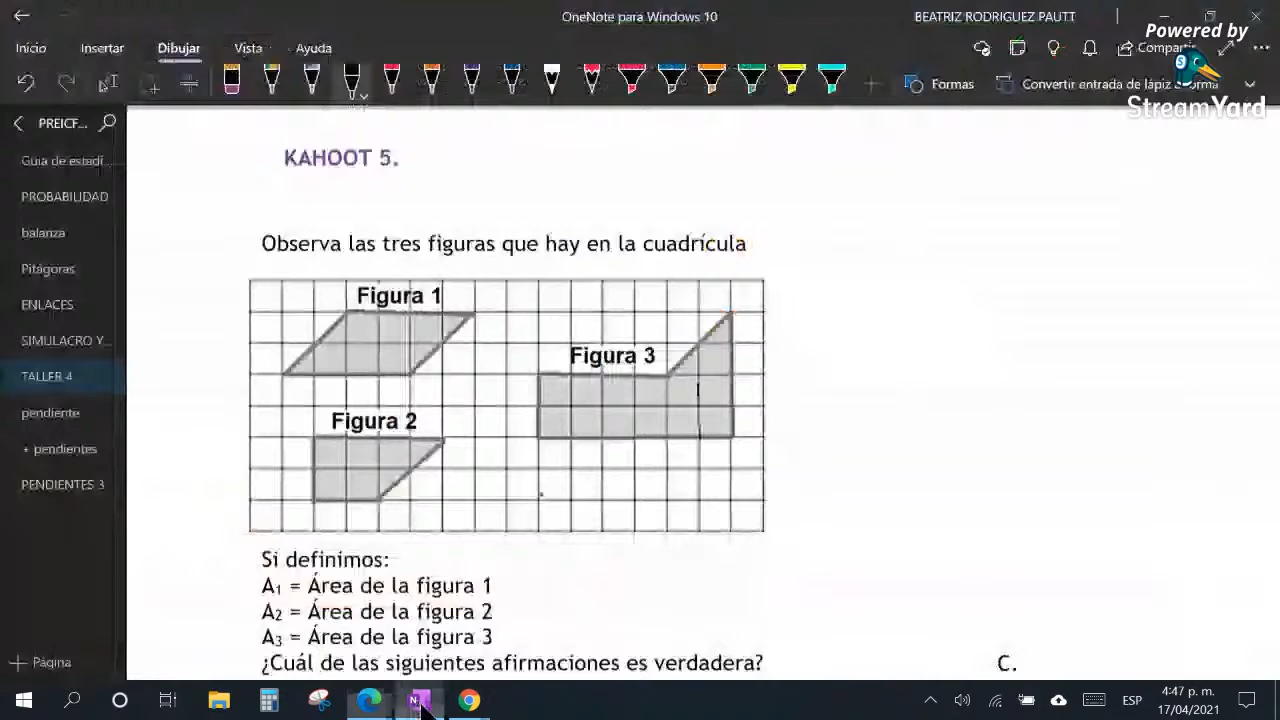 OneNote para Windows 10
BEATRIZ RODRIGUEZ PAUTT
Powered by
StreamYard
Inicio Insertar Dibujar Vista Ayuda
Compartir
Formas
Convertir entrada de lápiz a forma
PREICF...
Guia de estadí...
PROBABILIDAD
balanza
Pitágoras
ENLACES
SIMULACRO Y...
TALLER 4
pendiente
+ pendientes
PENDIENTES 3
Página
KAHOOT 5.
Observa las tres figuras que hay en la cuadrícula
Figura 1
Figura 3
Figura 2
Si definimos:
A₁ = Área de la figura 1
A₂ = Área de la figura 2
A₃ = Área de la figura 3
¿Cuál de las siguientes afirmaciones es verdadera?
C.
ESP
4:47 p. m.
17/04/2021